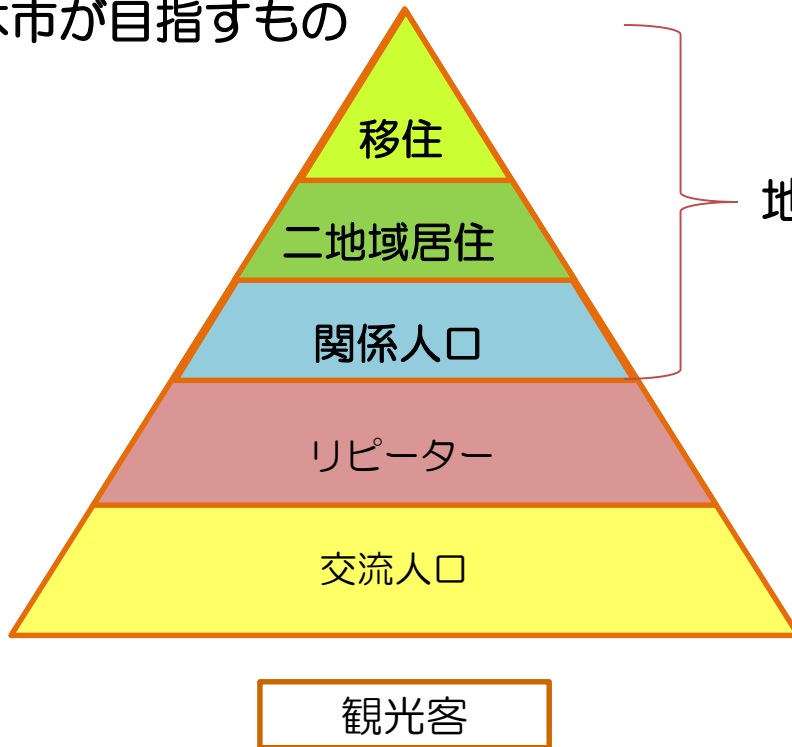 市が目指すもの
移住
二地域居住
地
関係人口
リピーター
交流人口
観光客